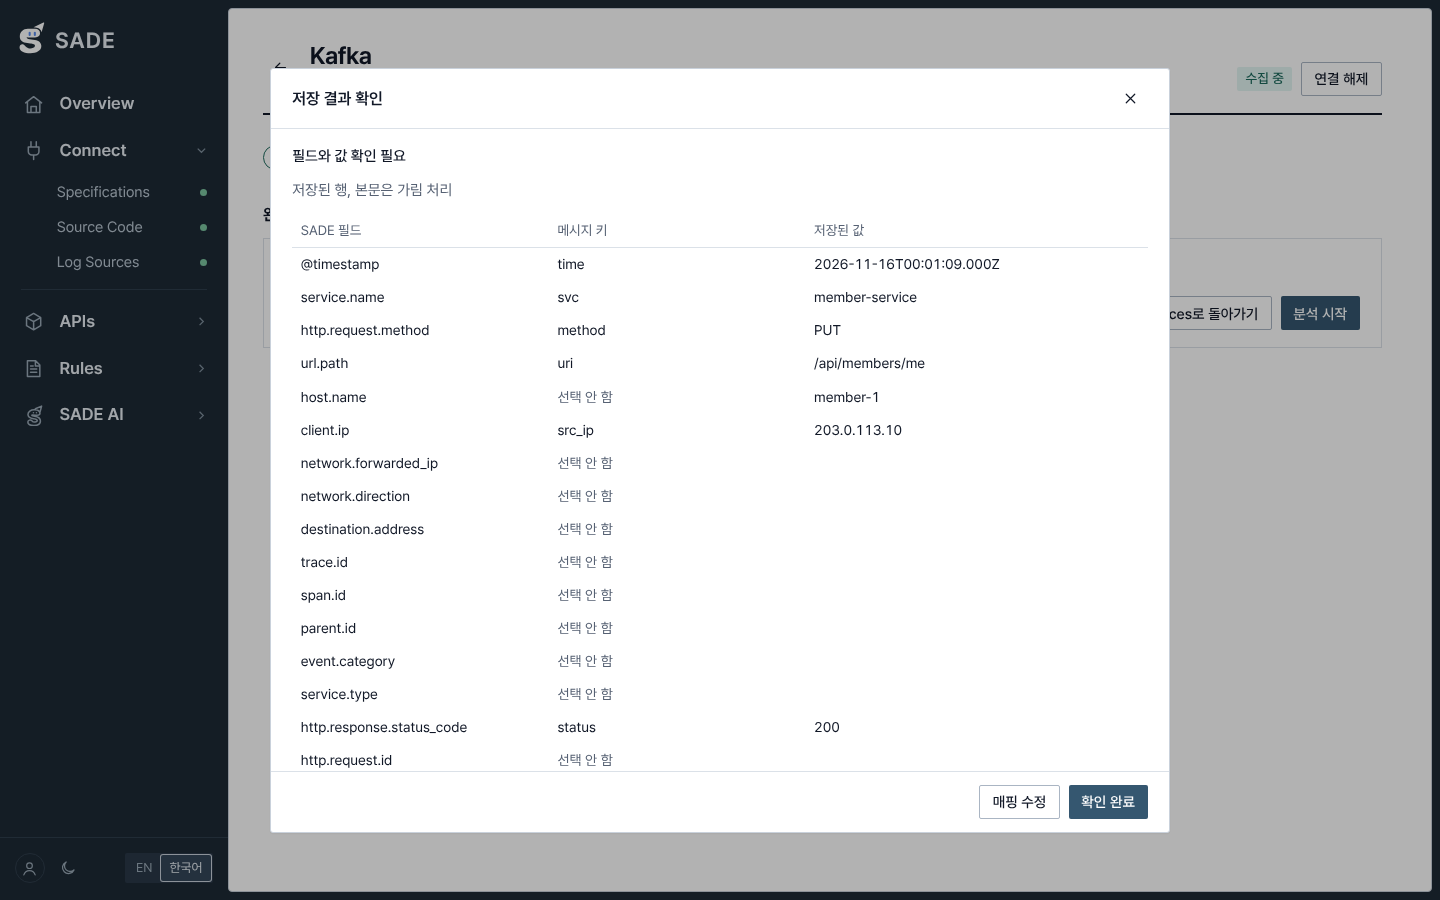 SADE
Overview
Connect
Specifications
Source Code
Log Sources
APIs
Rules
SADE AI
EN
한국어
Kafka
수집 중
연결 해제
저장 결과 확인
필드와 값 확인 필요
저장된 행, 본문은 가림 처리
SADE 필드 메시지 키 저장된 값
@timestamp time 2026-11-16T00:01:09.000Z
service.name svc member-service
http.request.method method PUT
url.path uri /api/members/me
host.name 선택 안 함 member-1
client.ip src_ip 203.0.113.10
network.forwarded_ip 선택 안 함
network.direction 선택 안 함
destination.address 선택 안 함
trace.id 선택 안 함
span.id 선택 안 함
parent.id 선택 안 함
event.category 선택 안 함
service.type 선택 안 함
http.response.status_code status 200
http.request.id 선택 안 함
매핑 수정
확인 완료
ces로 돌아가기
분석 시작